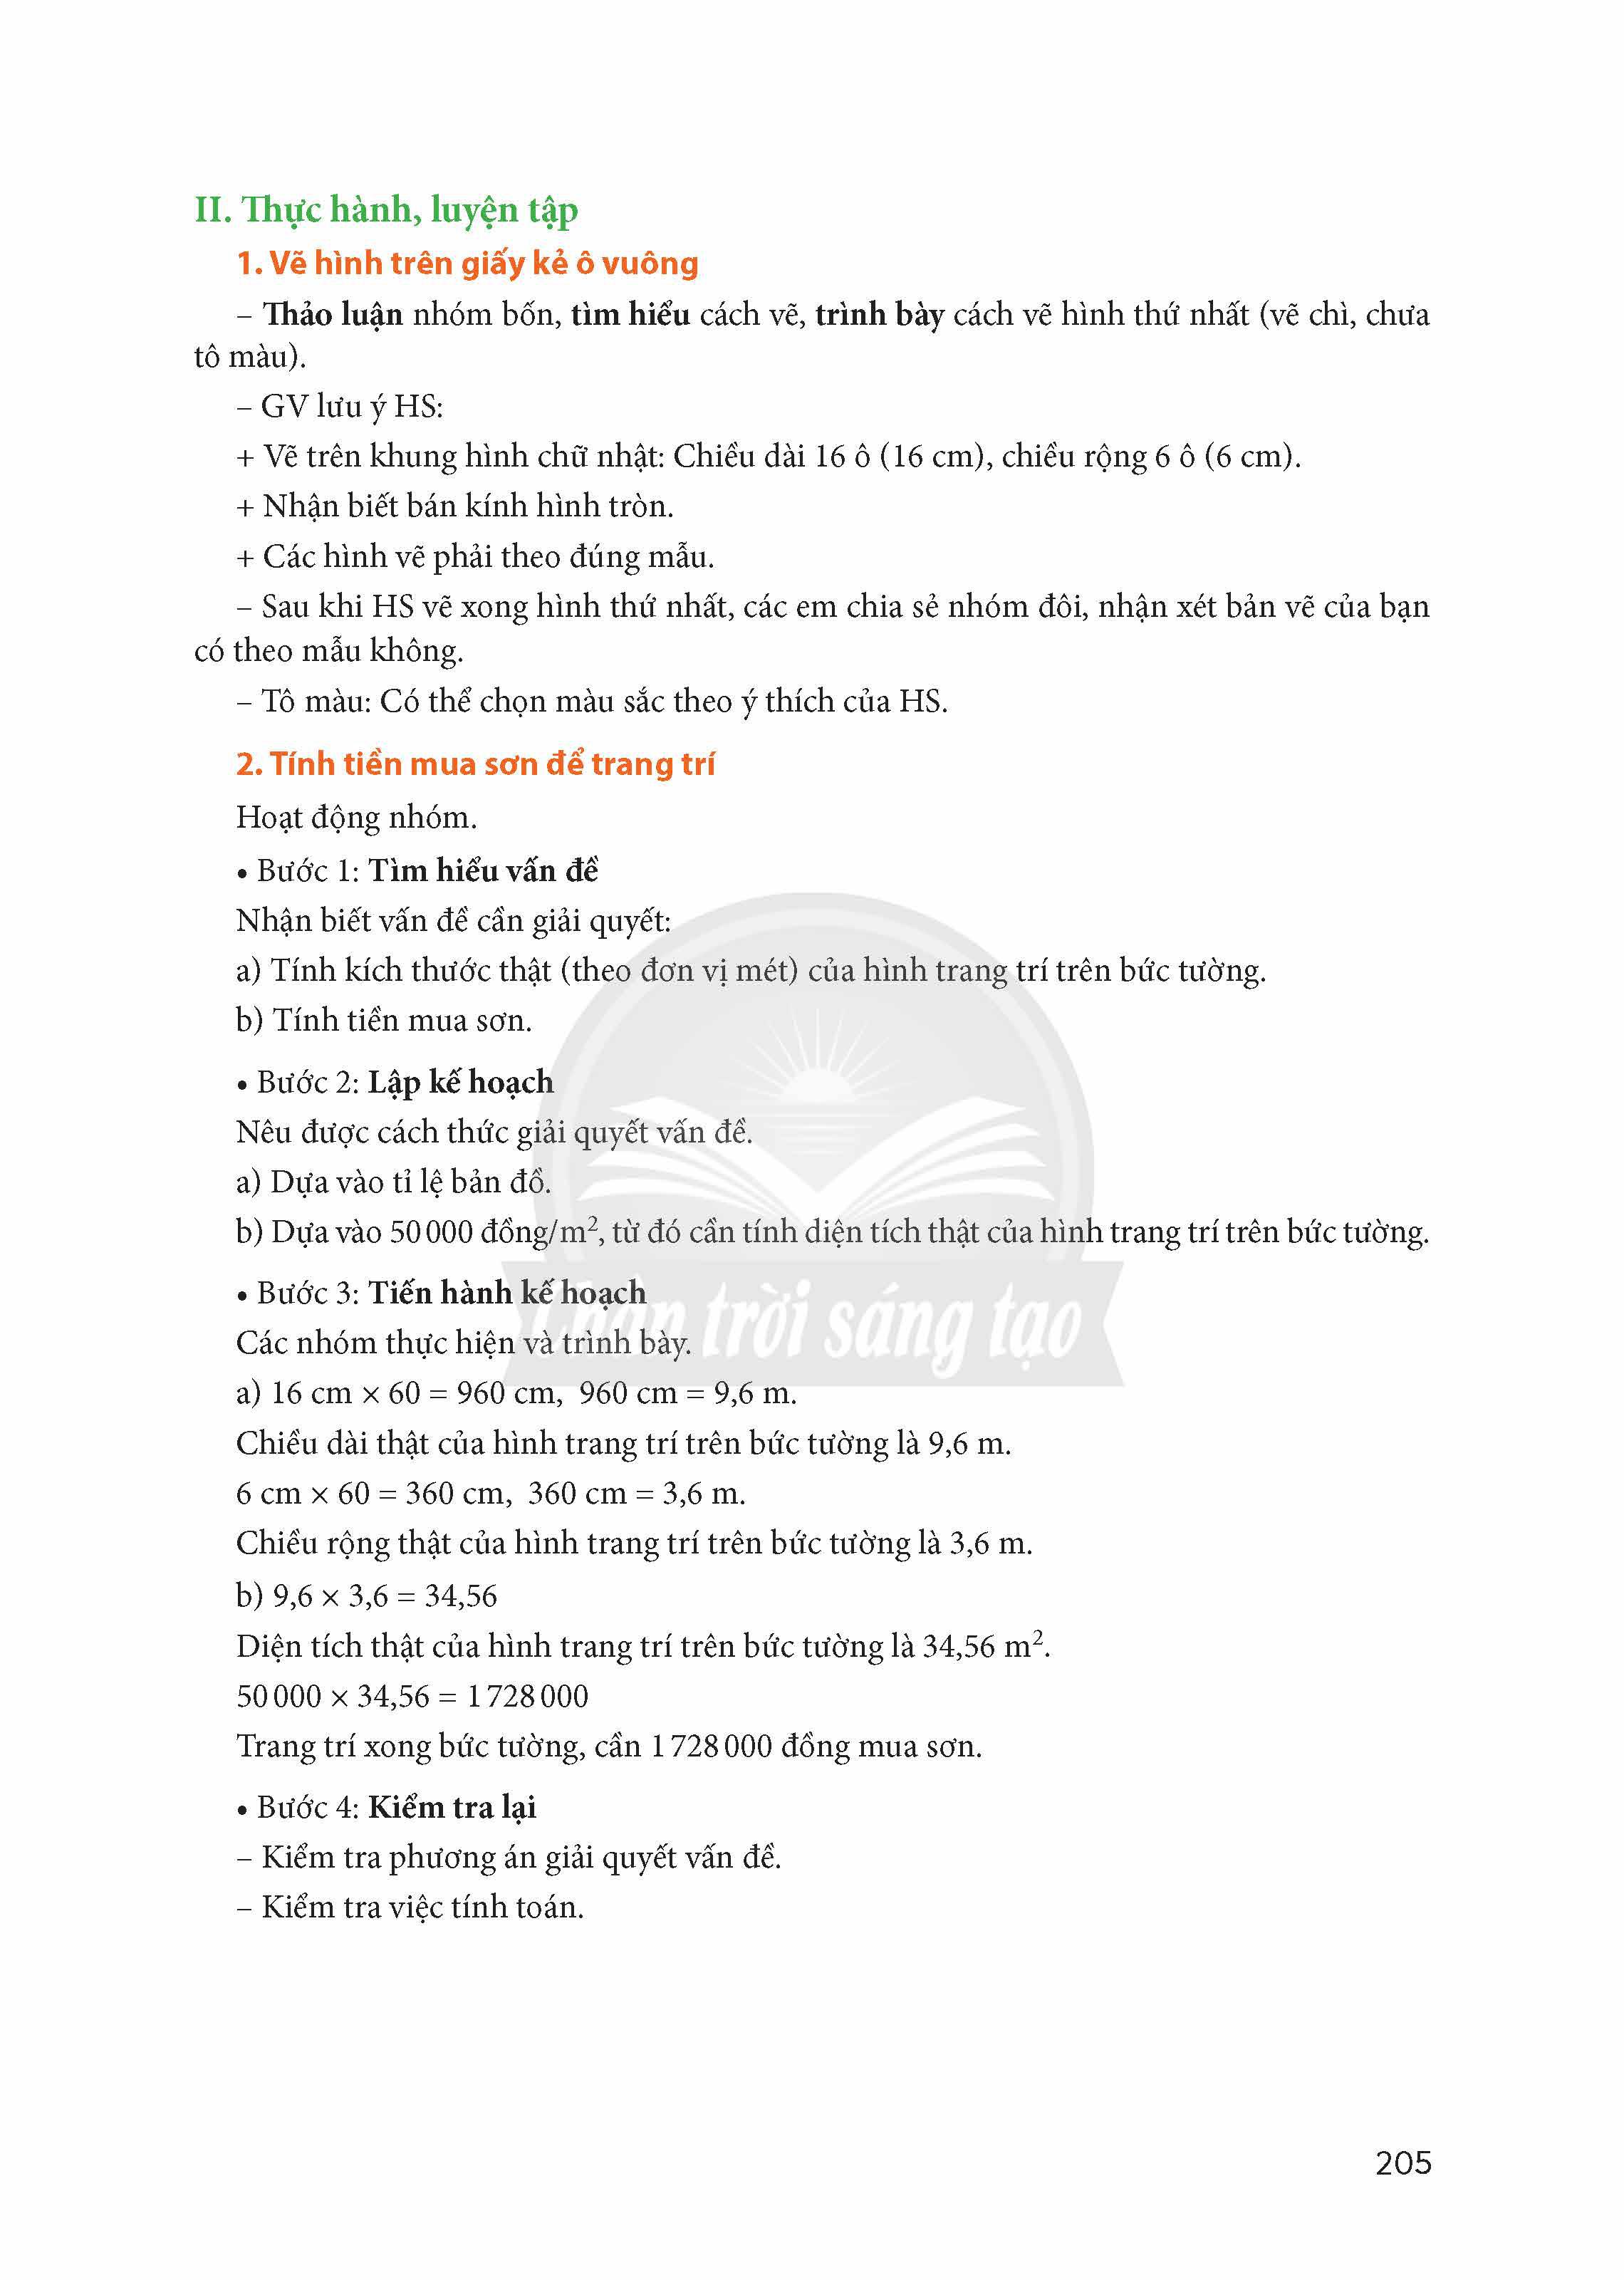 II. Thực hành, luyện tập
1. Vẽ hình trên giấy kẻ ô vuông
– Thảo luận nhóm bốn, tìm hiểu cách vẽ, trình bày cách vẽ hình thứ nhất (vẽ chì, chưa
tô màu).
– GV lưu ý HS:
+ Vẽ trên khung hình chữ nhật: Chiều dài 16 ô (16 cm), chiều rộng 6 ô (6 cm).
+ Nhận biết bán kính hình tròn.
+ Các hình vẽ phải theo đúng mẫu.
– Sau khi HS vẽ xong hình thứ nhất, các em chia sẻ nhóm đôi, nhận xét bản vẽ của bạn
có theo mẫu không.
– Tô màu: Có thể chọn màu sắc theo ý thích của HS.
2. Tính tiền mua sơn để trang trí
Hoạt động nhóm.
• Bước 1: Tìm hiểu vấn đề
Nhận biết vấn đề cần giải quyết:
a) Tính kích thước thật (theo đơn vị mét) của hình trang trí trên bức tường.
b) Tính tiền mua sơn.
• Bước 2: Lập kế hoạch
Nêu được cách thức giải quyết vấn đề.
a) Dựa vào tỉ lệ bản đồ.
b) Dựa vào 50 000 đồng/m², từ đó cần tính diện tích thật của hình trang trí trên bức tường.
• Bước 3: Tiến hành kế hoạch
Chân trời sáng tạo
Các nhóm thực hiện và trình bày.
a) 16 cm × 60 = 960 cm, 960 cm = 9,6 m.
Chiều dài thật của hình trang trí trên bức tường là 9,6 m.
6 cm × 60 = 360 cm, 360 cm = 3,6 m.
Chiều rộng thật của hình trang trí trên bức tường là 3,6 m.
b) 9,6 × 3,6 = 34,56
Diện tích thật của hình trang trí trên bức tường là 34,56 m².
50 000 × 34,56 = 1 728 000
Trang trí xong bức tường, cần 1 728 000 đồng mua sơn.
• Bước 4: Kiểm tra lại
– Kiểm tra phương án giải quyết vấn đề.
– Kiểm tra việc tính toán.
205